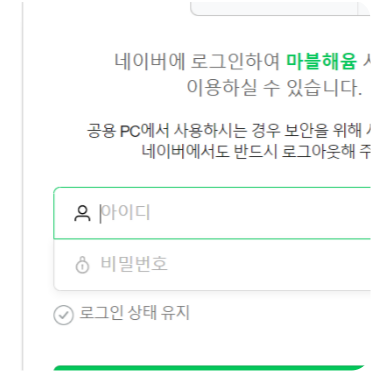 네이버에 로그인하여 마블해윰
이용하실 수 있습니다.
공용 PC에서 사용하시는 경우 보안을 위해
네이버에서도 반드시 로그아웃해
아이디
비밀번호
로그인 상태 유지